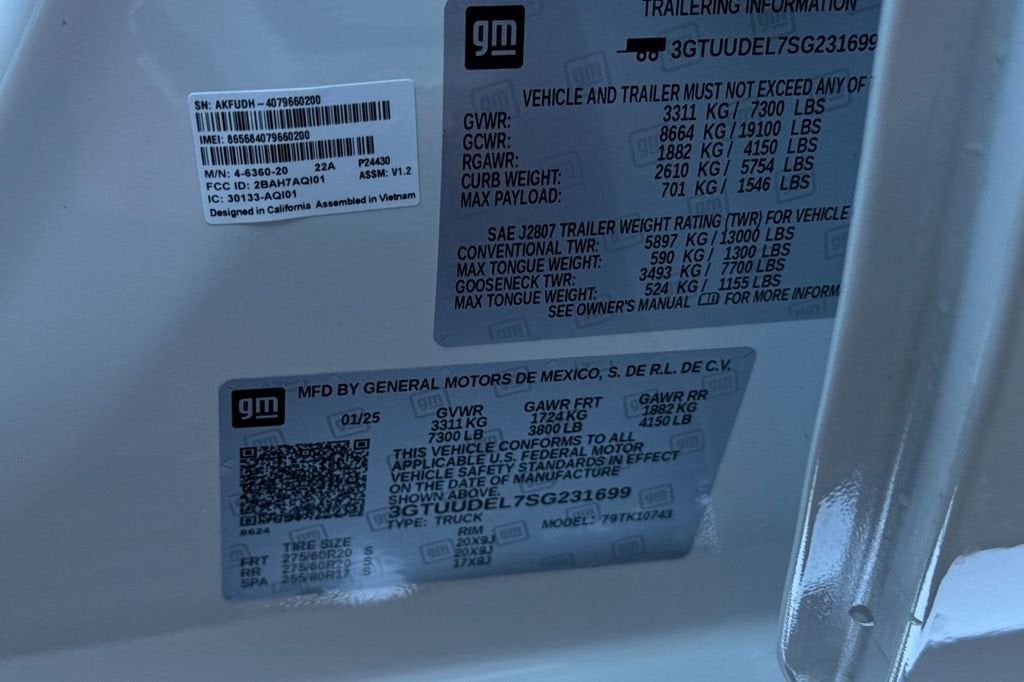 SN: AKFUDH-4079660200
IMEI: 865684079660200
M/N: 4-6360-20 22A P24430
FCC ID: 2BAH7AQI01 ASSM: V1.2
IC: 30133-AQI01
Designed in California Assembled in Vietnam
gm
TRAILERING INFORMATION
3GTUUDEL7SG231699
VEHICLE AND TRAILER MUST NOT EXCEED ANY OF
GVWR: 3311 KG/ 7300 LBS
GCWR: 8664 KG/19100 LBS
RGAWR: 1882 KG/ 4150 LBS
CURB WEIGHT: 2610 KG/ 5754 LBS
MAX PAYLOAD: 701 KG/ 1546 LBS
SAE J2807 TRAILER WEIGHT RATING (TWR) FOR VEHICLE
CONVENTIONAL TWR: 5897 KG/13000 LBS
MAX TONGUE WEIGHT: 590 KG/ 1300 LBS
GOOSENECK TWR: 3493 KG/ 7700 LBS
MAX TONGUE WEIGHT: 524 KG/ 1155 LBS
SEE OWNER'S MANUAL FOR MORE INFORM
gm
MFD BY GENERAL MOTORS DE MEXICO, S. DE R.L. DE C.V.
01/25 GVWR GAWR FRT GAWR RR
3311 KG 1724 KG 1882 KG
7300 LB 3800 LB 4150 LB
THIS VEHICLE CONFORMS TO ALL
APPLICABLE U.S. FEDERAL MOTOR
VEHICLE SAFETY STANDARDS IN EFFECT
ON THE DATE OF MANUFACTURE
SHOWN ABOVE.
3GTUUDEL7SG231699
TYPE: TRUCK MODEL: 79TK10743
8624
TIRE SIZE RIM
FRT 275/60R20 S 20X9J
RR 275/60R20 S 20X9J
SPA 255/80R17 S 17X8J